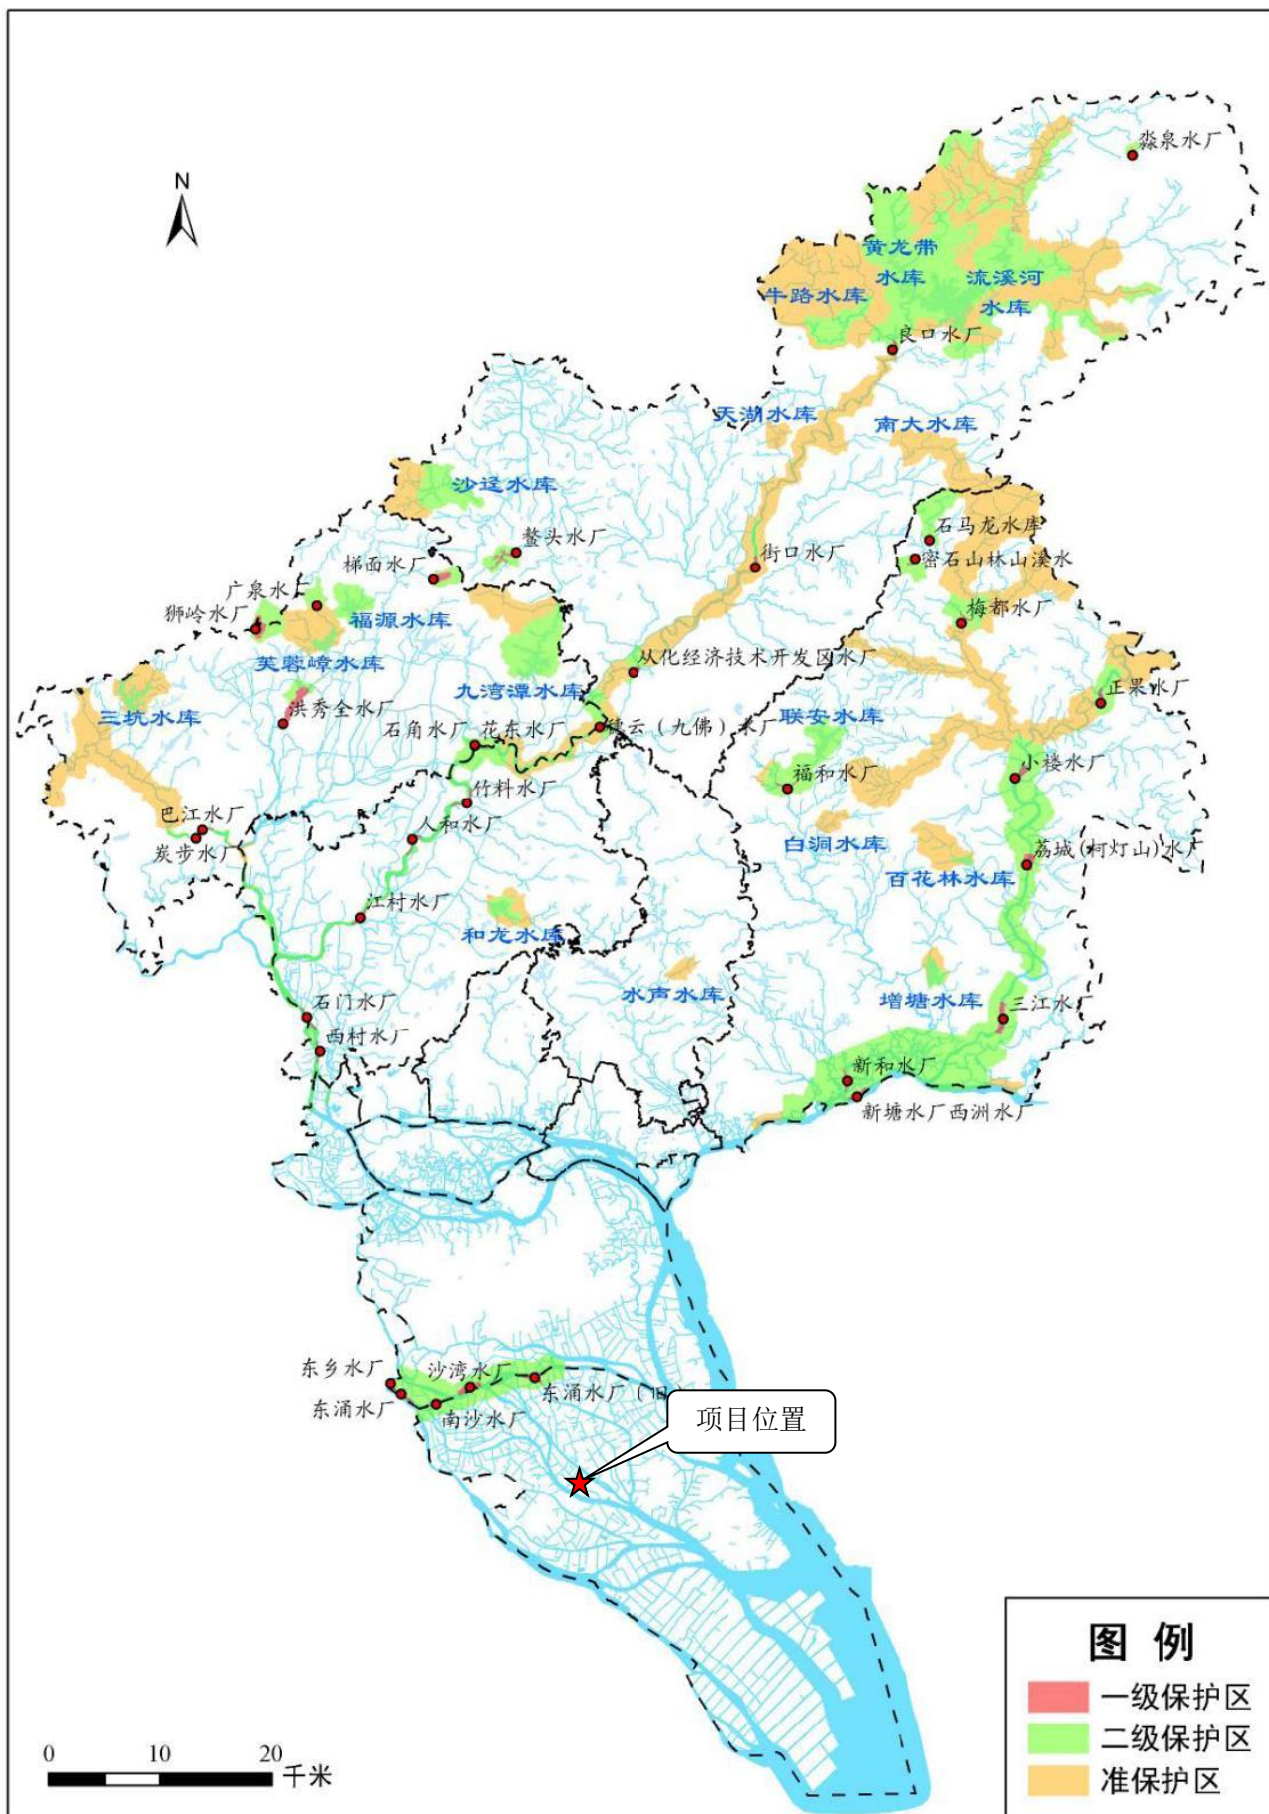 N
淼泉水厂
黄龙带
水库
流溪河
水库
牛路水库
良口水厂
天湖水库
南大水库
沙迳水库
石马龙水库
鳌头水厂
街口水厂
密石山林山溪水
梯面水厂
广泉水厂
狮岭水厂
福源水库
梅都水厂
芙蓉嶂水库
从化经济技术开发区水厂
九湾潭水库
正果水厂
三坑水库
洪秀全水厂
联安水库
石角水厂
花东水厂
穗云（九佛）水厂
小楼水厂
福和水厂
竹料水厂
巴江水厂
人和水厂
炭步水厂
白洞水库
荔城(柯灯山)水厂
百花林水库
江村水厂
和龙水库
水声水库
增塘水库
石门水厂
三江水厂
西村水厂
新和水厂
新塘水厂西洲水厂
东乡水厂
沙湾水厂
东涌水厂（旧）
东涌水厂
南沙水厂
项目位置
图 例
一级保护区
二级保护区
准保护区
0 10 20
千米